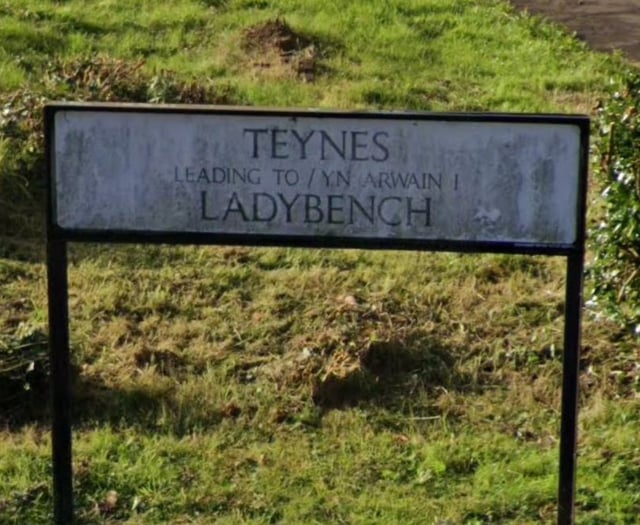 TEYNES
LEADING TO / YN ARWAIN I
LADYBENCH